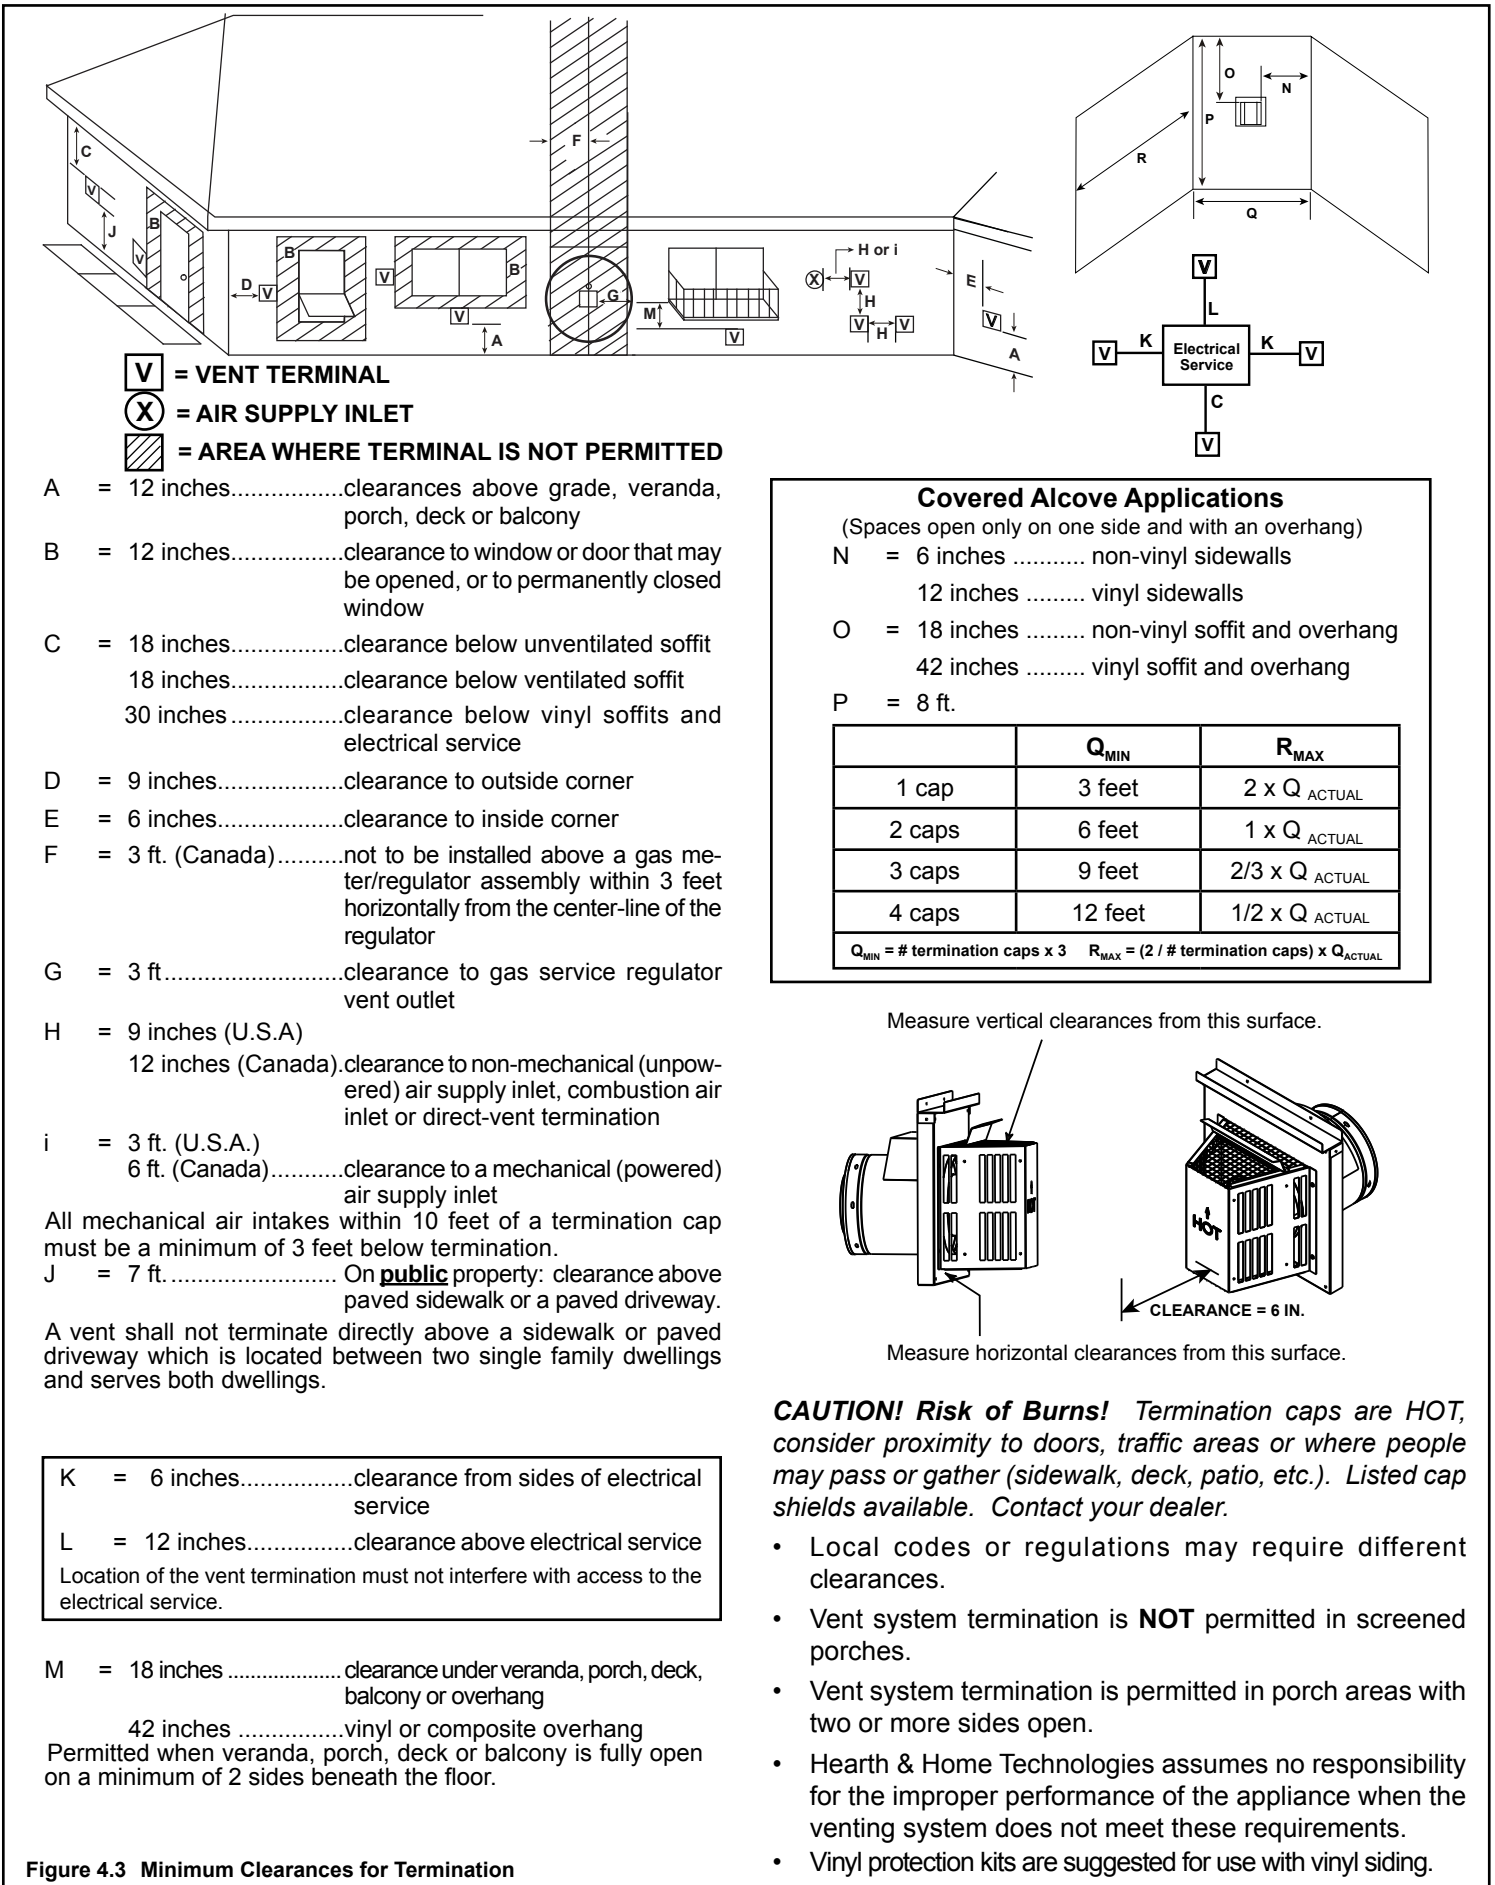 C
J
V
V
B
D
V
B
V
B
V
A
F
G
M
V
H or i
X
V
H
V
V
H
E
V
A
O
N
P
R
Q
V
L
V
K
Electrical
Service
K
V
C
V
V = VENT TERMINAL
X = AIR SUPPLY INLET
= AREA WHERE TERMINAL IS NOT PERMITTED
A = 12 inches.................clearances above grade, veranda,
porch, deck or balcony
B = 12 inches.................clearance to window or door that may
be opened, or to permanently closed
window
C = 18 inches.................clearance below unventilated soffit
18 inches.................clearance below ventilated soffit
30 inches .................clearance below vinyl soffits and
electrical service
D = 9 inches...................clearance to outside corner
E = 6 inches...................clearance to inside corner
F = 3 ft. (Canada)..........not to be installed above a gas me-
ter/regulator assembly within 3 feet
horizontally from the center-line of the
regulator
G = 3 ft...........................clearance to gas service regulator
vent outlet
H = 9 inches (U.S.A)
12 inches (Canada).clearance to non-mechanical (unpow-
ered) air supply inlet, combustion air
inlet or direct-vent termination
i = 3 ft. (U.S.A.)
6 ft. (Canada)...........clearance to a mechanical (powered)
air supply inlet
All mechanical air intakes within 10 feet of a termination cap
must be a minimum of 3 feet below termination.
J = 7 ft. ......................... On public property: clearance above
paved sidewalk or a paved driveway.
A vent shall not terminate directly above a sidewalk or paved
driveway which is located between two single family dwellings
and serves both dwellings.
K = 6 inches.................clearance from sides of electrical
service
L = 12 inches................clearance above electrical service
Location of the vent termination must not interfere with access to the
electrical service.
M = 18 inches .................... clearance under veranda, porch, deck,
balcony or overhang
42 inches ................vinyl or composite overhang
Permitted when veranda, porch, deck or balcony is fully open
on a minimum of 2 sides beneath the floor.
Figure 4.3 Minimum Clearances for Termination
Covered Alcove Applications
(Spaces open only on one side and with an overhang)
N = 6 inches ........... non-vinyl sidewalls
12 inches ......... vinyl sidewalls
O = 18 inches ......... non-vinyl soffit and overhang
42 inches ......... vinyl soffit and overhang
P = 8 ft.
QMIN RMAX
1 cap 3 feet 2 x Q ACTUAL
2 caps 6 feet 1 x Q ACTUAL
3 caps 9 feet 2/3 x Q ACTUAL
4 caps 12 feet 1/2 x Q ACTUAL
QMIN = # termination caps x 3 RMAX = (2 / # termination caps) x QACTUAL
Measure vertical clearances from this surface.
HOT
HOT
CLEARANCE = 6 IN.
Measure horizontal clearances from this surface.
CAUTION! Risk of Burns! Termination caps are HOT,
consider proximity to doors, traffic areas or where people
may pass or gather (sidewalk, deck, patio, etc.). Listed cap
shields available. Contact your dealer.
• Local codes or regulations may require different
clearances.
• Vent system termination is NOT permitted in screened
porches.
• Vent system termination is permitted in porch areas with
two or more sides open.
• Hearth & Home Technologies assumes no responsibility
for the improper performance of the appliance when the
venting system does not meet these requirements.
• Vinyl protection kits are suggested for use with vinyl siding.